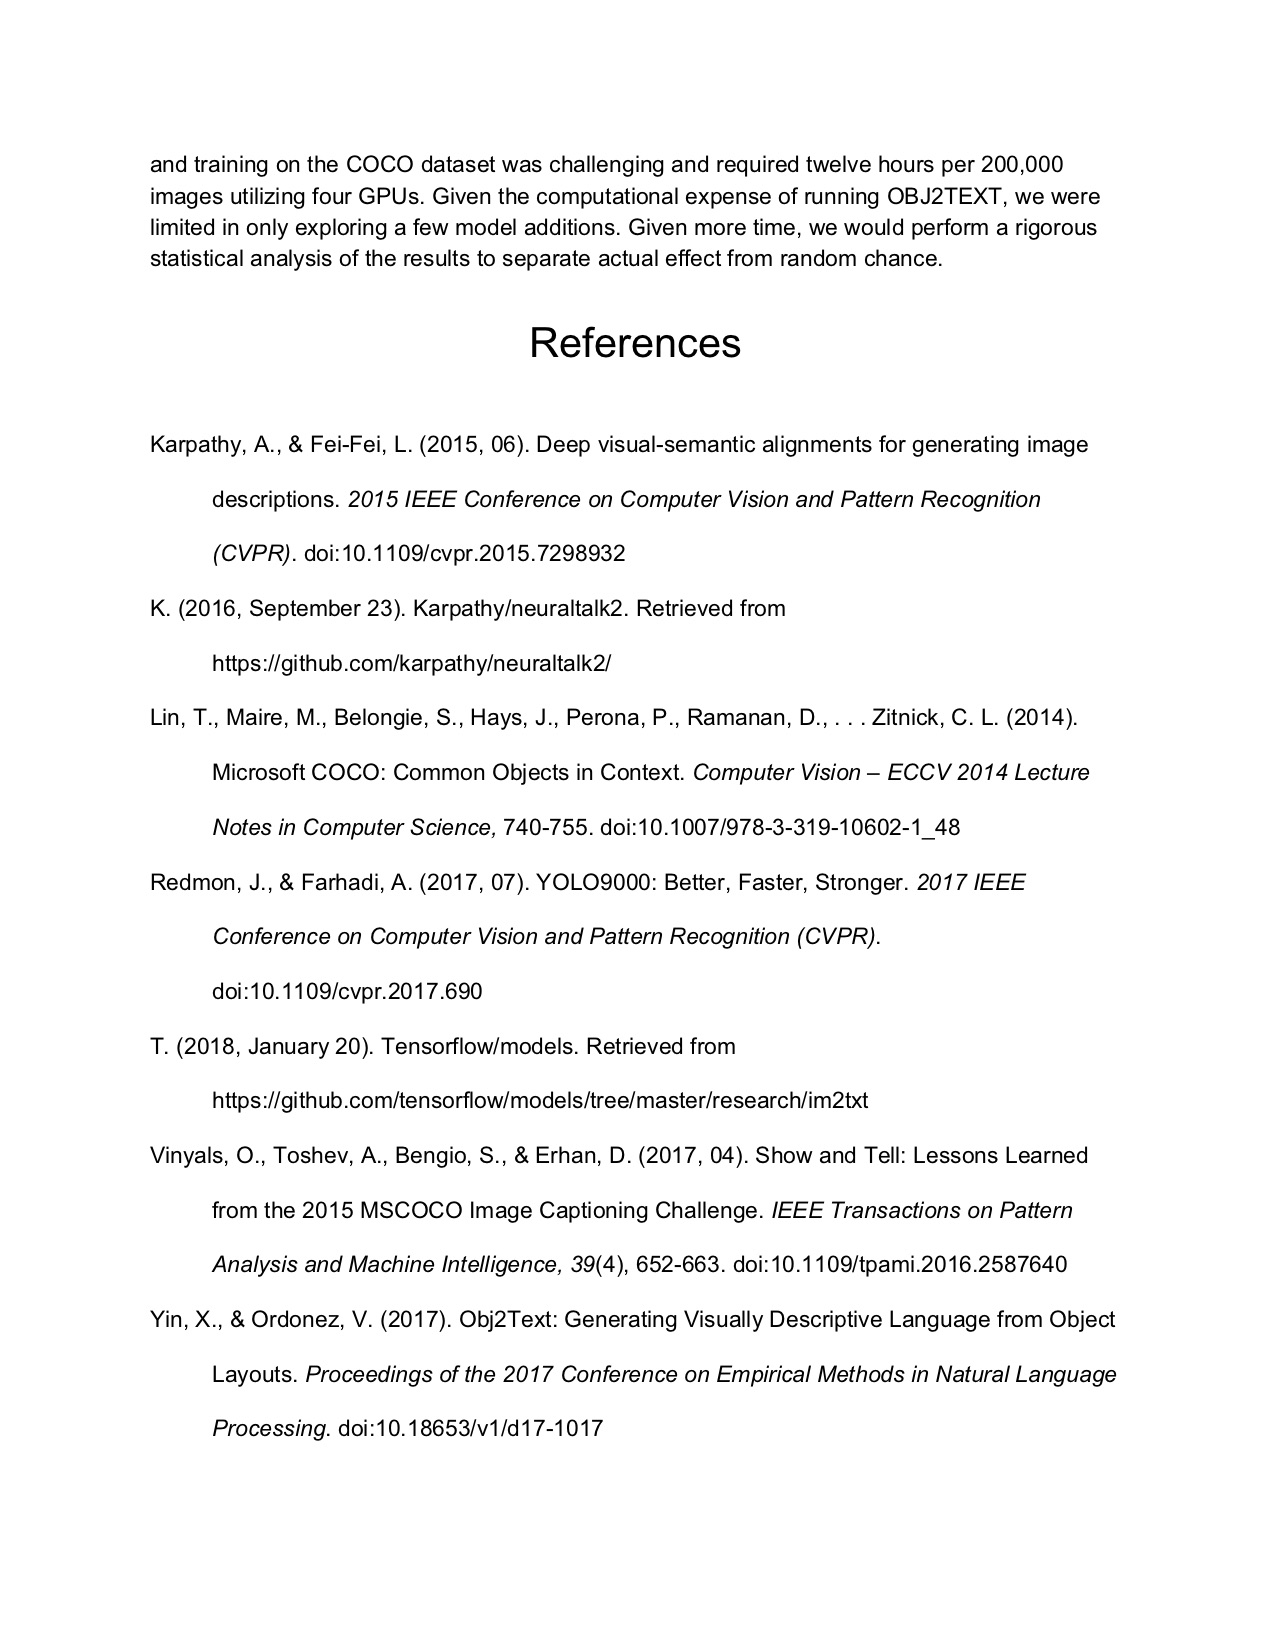 and training on the COCO dataset was challenging and required twelve hours per 200,000
images utilizing four GPUs. Given the computational expense of running OBJ2TEXT, we were
limited in only exploring a few model additions. Given more time, we would perform a rigorous
statistical analysis of the results to separate actual effect from random chance.
References
Karpathy, A., & Fei-Fei, L. (2015, 06). Deep visual-semantic alignments for generating image
descriptions. 2015 IEEE Conference on Computer Vision and Pattern Recognition
(CVPR). doi:10.1109/cvpr.2015.7298932
K. (2016, September 23). Karpathy/neuraltalk2. Retrieved from
https://github.com/karpathy/neuraltalk2/
Lin, T., Maire, M., Belongie, S., Hays, J., Perona, P., Ramanan, D., . . . Zitnick, C. L. (2014).
Microsoft COCO: Common Objects in Context. Computer Vision – ECCV 2014 Lecture
Notes in Computer Science, 740-755. doi:10.1007/978-3-319-10602-1_48
Redmon, J., & Farhadi, A. (2017, 07). YOLO9000: Better, Faster, Stronger. 2017 IEEE
Conference on Computer Vision and Pattern Recognition (CVPR).
doi:10.1109/cvpr.2017.690
T. (2018, January 20). Tensorflow/models. Retrieved from
https://github.com/tensorflow/models/tree/master/research/im2txt
Vinyals, O., Toshev, A., Bengio, S., & Erhan, D. (2017, 04). Show and Tell: Lessons Learned
from the 2015 MSCOCO Image Captioning Challenge. IEEE Transactions on Pattern
Analysis and Machine Intelligence, 39(4), 652-663. doi:10.1109/tpami.2016.2587640
Yin, X., & Ordonez, V. (2017). Obj2Text: Generating Visually Descriptive Language from Object
Layouts. Proceedings of the 2017 Conference on Empirical Methods in Natural Language
Processing. doi:10.18653/v1/d17-1017